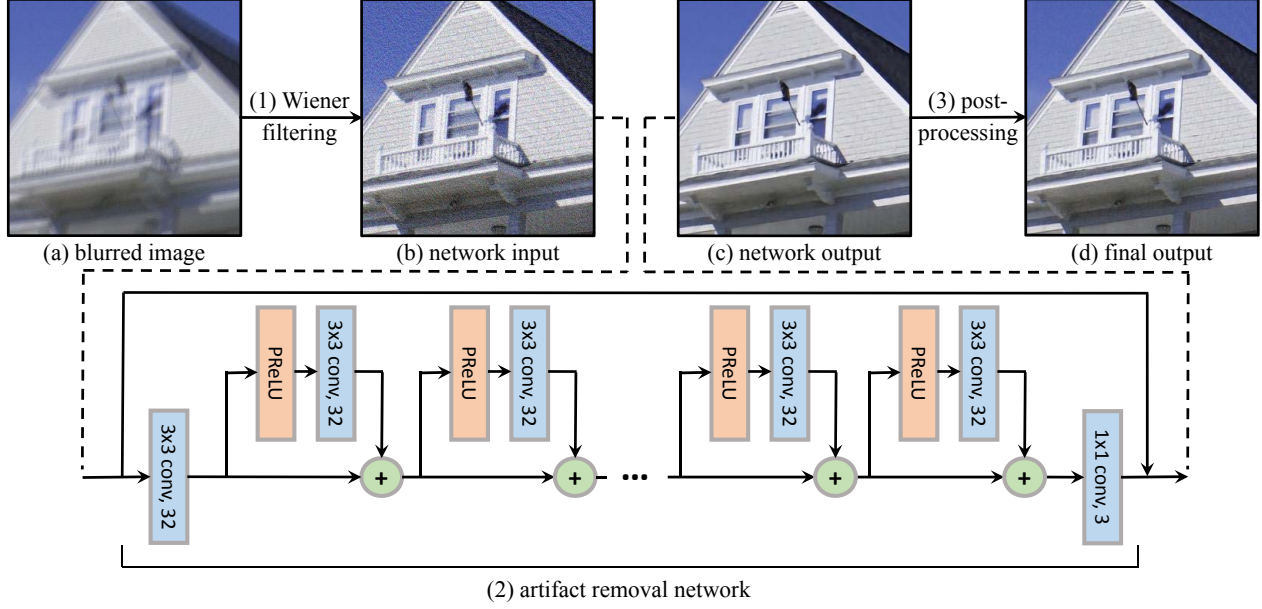 (1) Wiener
filtering
(3) post-
processing
(a) blurred image
(b) network input
(c) network output
(d) final output
3x3 conv, 32
PReLU
3x3 conv, 32
+
PReLU
3x3 conv, 32
+
...
PReLU
3x3 conv, 32
+
PReLU
3x3 conv, 32
+
1x1 conv, 3
(2) artifact removal network